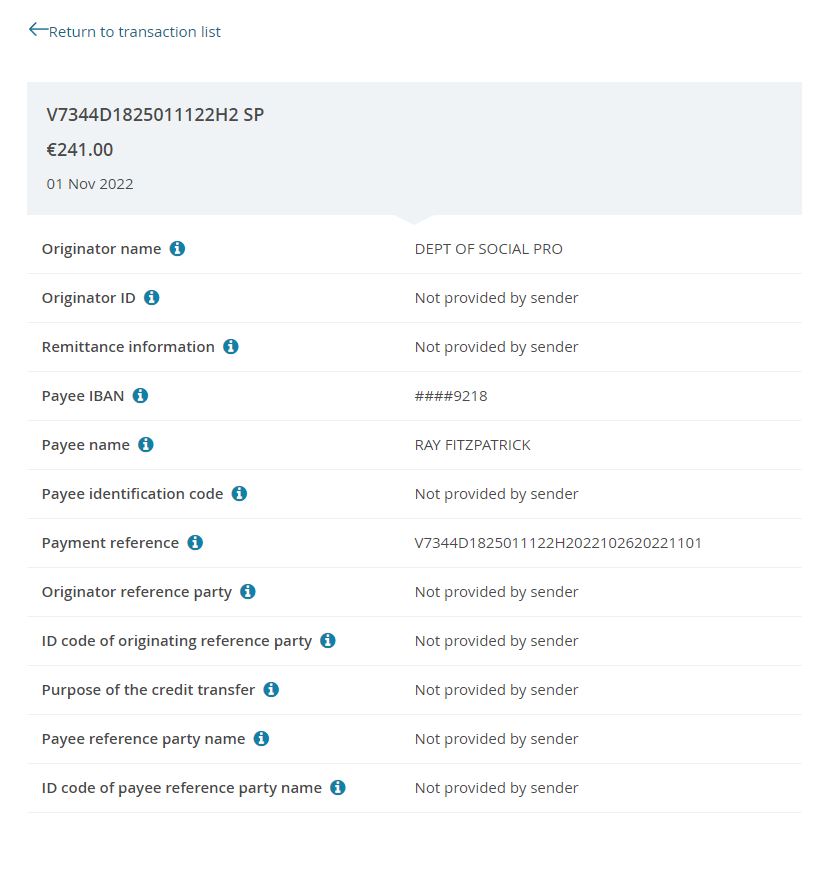 Return to transaction list
V7344D1825011122H2 SP
€241.00
01 Nov 2022
Originator name DEPT OF SOCIAL PRO
Originator ID Not provided by sender
Remittance information Not provided by sender
Payee IBAN ####9218
Payee name RAY FITZPATRICK
Payee identification code Not provided by sender
Payment reference V7344D1825011122H2022102620221101
Originator reference party Not provided by sender
ID code of originating reference party Not provided by sender
Purpose of the credit transfer Not provided by sender
Payee reference party name Not provided by sender
ID code of payee reference party name Not provided by sender